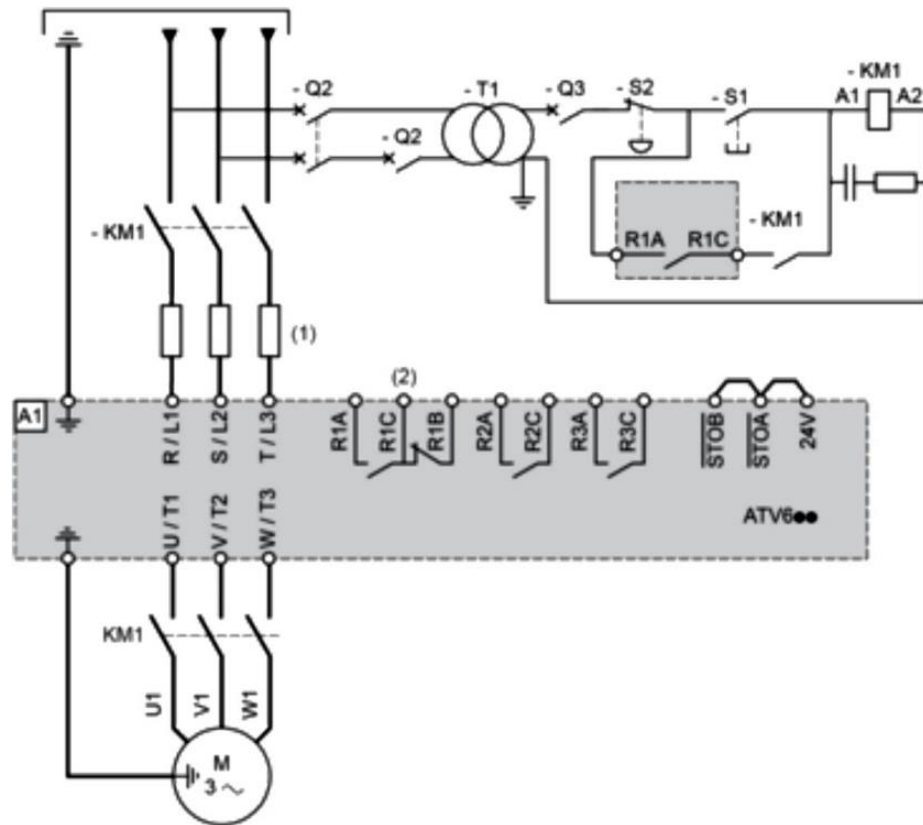 - Q2
- T1
- Q3
- S2
- S1
- KM1
A1
A2
- Q2
- KM1
R1A
R1C
- KM1
(1)
(2)
A1
R / L1
S / L2
T / L3
R1A
R1C
R1B
R2A
R2C
R3A
R3C
STOB
STOA
24V
U / T1
V / T2
W / T3
ATV6●●
KM1
U1
V1
W1
M
3 ~